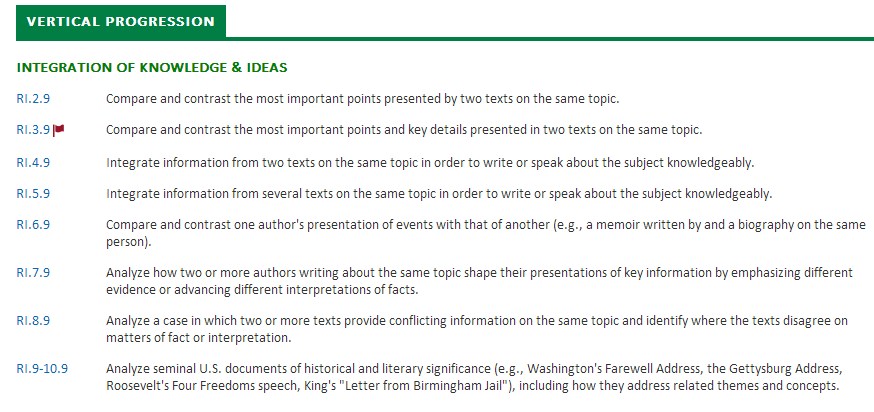 VERTICAL PROGRESSION
INTEGRATION OF KNOWLEDGE & IDEAS
RI.2.9 Compare and contrast the most important points presented by two texts on the same topic.
RI.3.9 Compare and contrast the most important points and key details presented in two texts on the same topic.
RI.4.9 Integrate information from two texts on the same topic in order to write or speak about the subject knowledgeably.
RI.5.9 Integrate information from several texts on the same topic in order to write or speak about the subject knowledgeably.
RI.6.9 Compare and contrast one author's presentation of events with that of another (e.g., a memoir written by and a biography on the same
person).
RI.7.9 Analyze how two or more authors writing about the same topic shape their presentations of key information by emphasizing different
evidence or advancing different interpretations of facts.
RI.8.9 Analyze a case in which two or more texts provide conflicting information on the same topic and identify where the texts disagree on
matters of fact or interpretation.
RI.9-10.9 Analyze seminal U.S. documents of historical and literary significance (e.g., Washington's Farewell Address, the Gettysburg Address,
Roosevelt's Four Freedoms speech, King's "Letter from Birmingham Jail"), including how they address related themes and concepts.